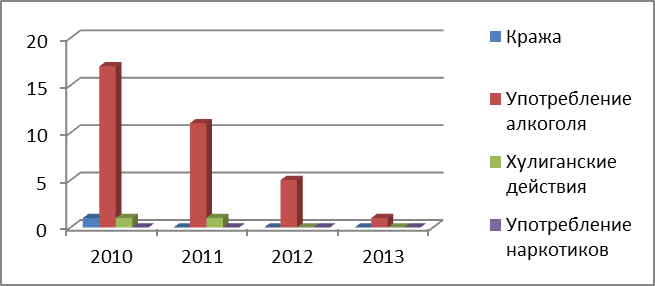 20
15
10
5
0
2010 2011 2012 2013
Кража
Употребление
алкоголя
Хулиганские
действия
Употребление
наркотиков